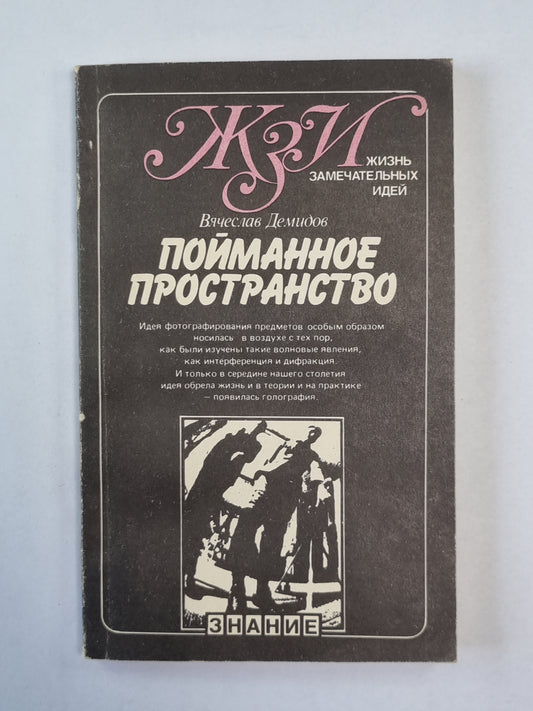 ЖЗИ
ЖИЗНЬ
ЗАМЕЧАТЕЛЬНЫХ
ИДЕЙ
Вячеслав Демидов
ПОЙМАННОЕ
ПРОСТРАНСТВО
Идея фотографирования предметов особым образом
носилась в воздухе с тех пор,
как были изучены такие волновые явления,
как интерференция и дифракция.
И только в середине нашего столетия
идея обрела жизнь и в теории и на практике
— появилась голография.
ЗНАНИЕ